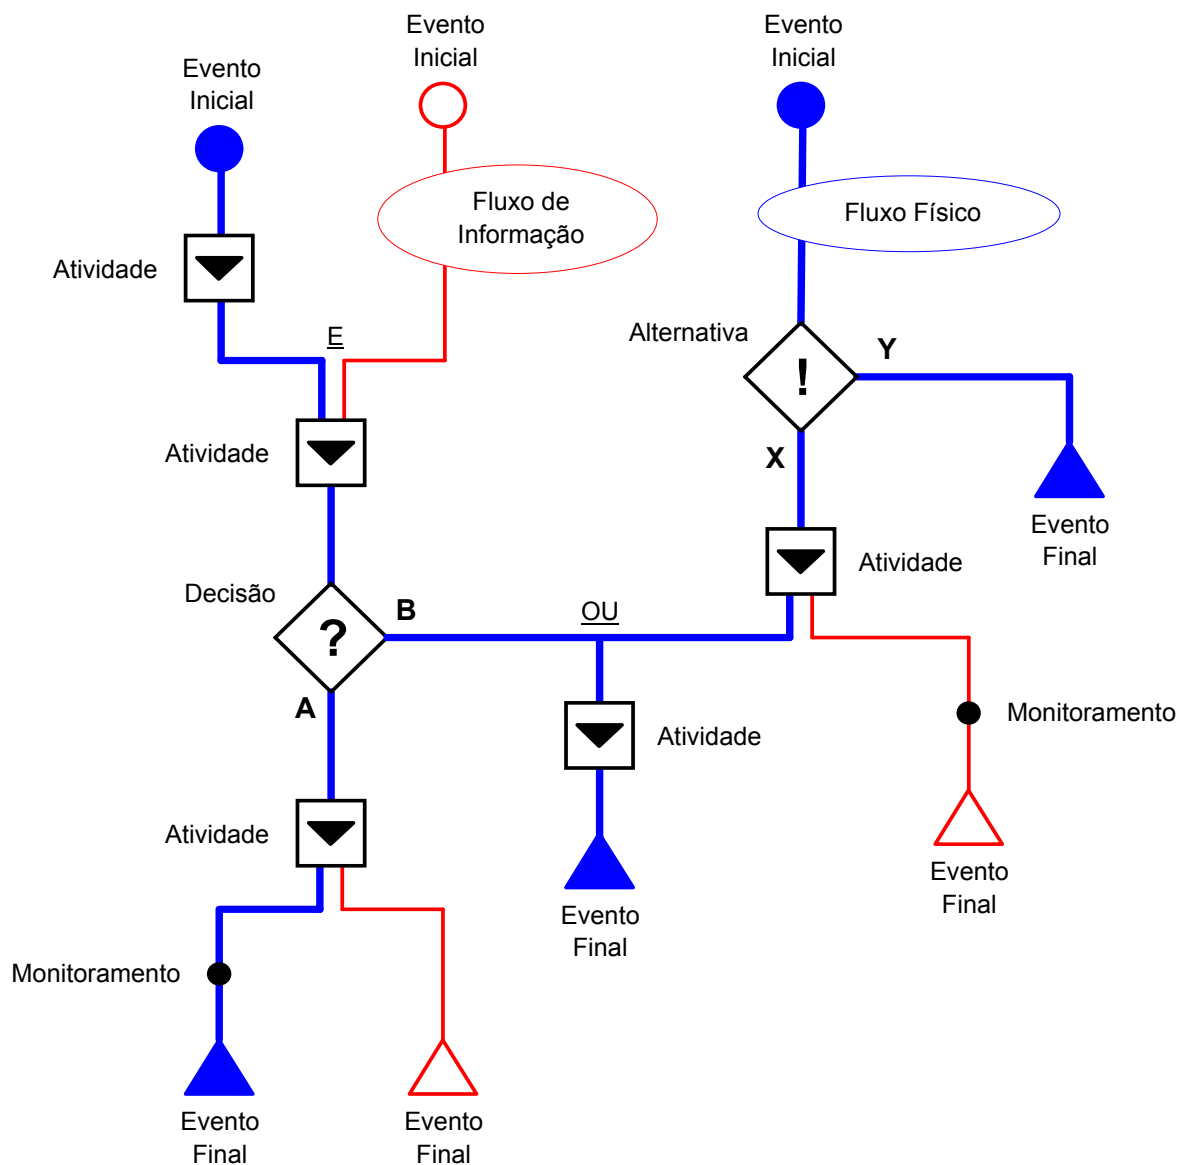 Evento
Inicial
Evento
Inicial
Evento
Inicial
Fluxo de
Informação
Fluxo Físico
Atividade
E
Alternativa
!
Y
Atividade
X
Evento
Final
Atividade
Decisão
?
B
OU
A
Atividade
Monitoramento
Atividade
Evento
Final
Evento
Final
Monitoramento
Evento
Final
Evento
Final